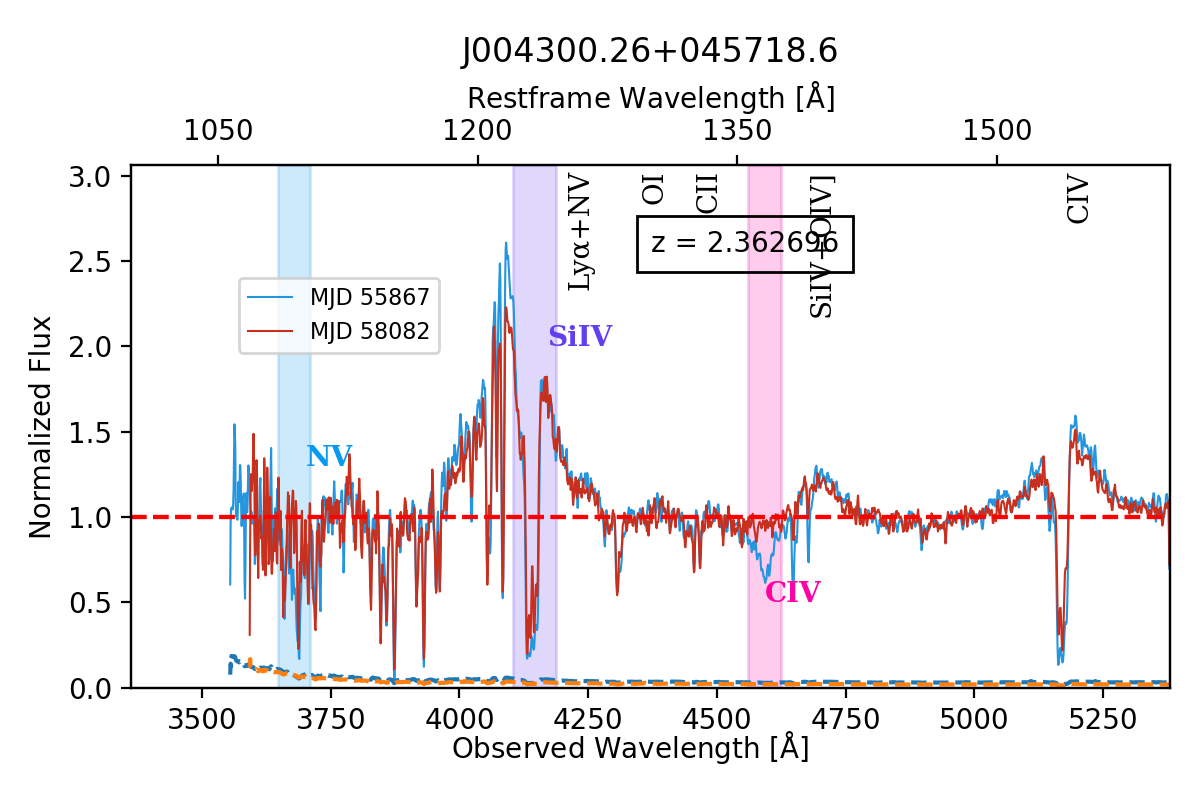 J004300.26+045718.6
Restframe Wavelength [Å]
1050 1200 1350 1500
Normalized Flux
3.0
2.5
2.0
1.5
1.0
0.5
0.0
Lyα+NV
OI
CII
SiIV+OIV]
CIV
z = 2.362696
MJD 55867
MJD 58082
SiIV
NV
CIV
3500 3750 4000 4250 4500 4750 5000 5250
Observed Wavelength [Å]